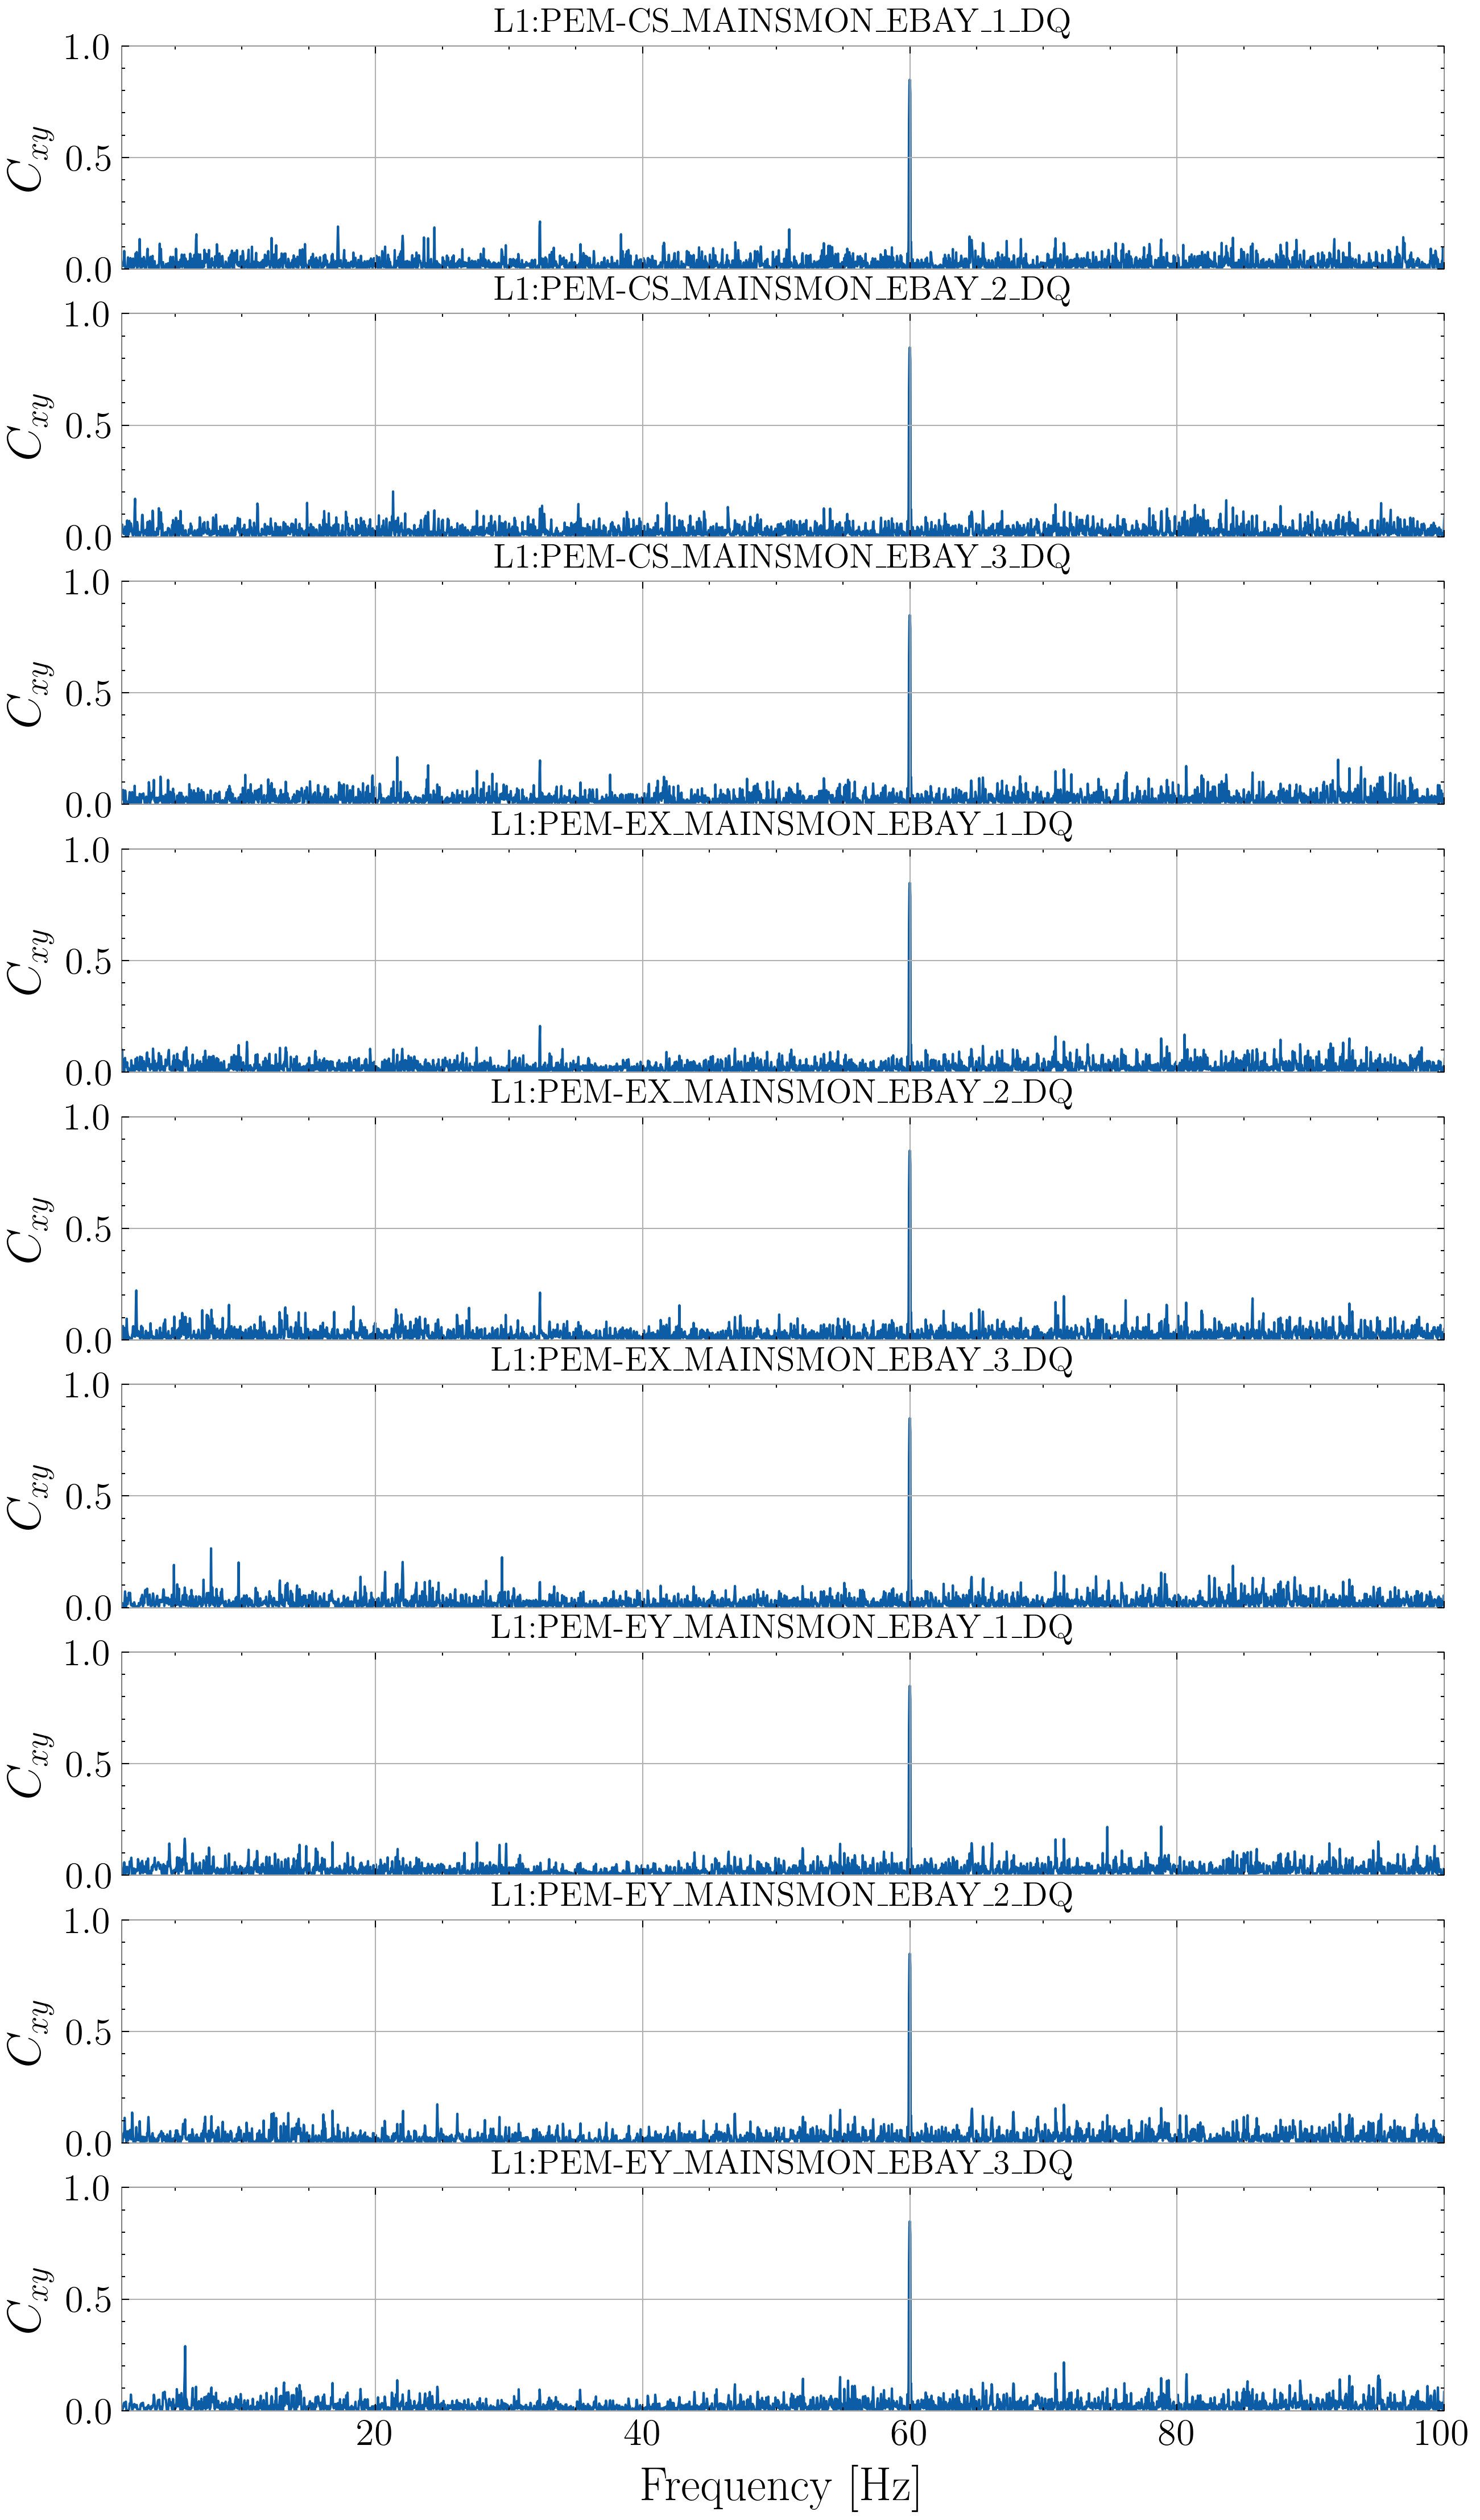 L1:PEM-CS_MAINSMON_EBAY_1_DQ
1.0
C_xy
0.5
0.0
L1:PEM-CS_MAINSMON_EBAY_2_DQ
1.0
C_xy
0.5
0.0
L1:PEM-CS_MAINSMON_EBAY_3_DQ
1.0
C_xy
0.5
0.0
L1:PEM-EX_MAINSMON_EBAY_1_DQ
1.0
C_xy
0.5
0.0
L1:PEM-EX_MAINSMON_EBAY_2_DQ
1.0
C_xy
0.5
0.0
L1:PEM-EX_MAINSMON_EBAY_3_DQ
1.0
C_xy
0.5
0.0
L1:PEM-EY_MAINSMON_EBAY_1_DQ
1.0
C_xy
0.5
0.0
L1:PEM-EY_MAINSMON_EBAY_2_DQ
1.0
C_xy
0.5
0.0
L1:PEM-EY_MAINSMON_EBAY_3_DQ
1.0
C_xy
0.5
0.0
20 40 60 80 100
Frequency [Hz]